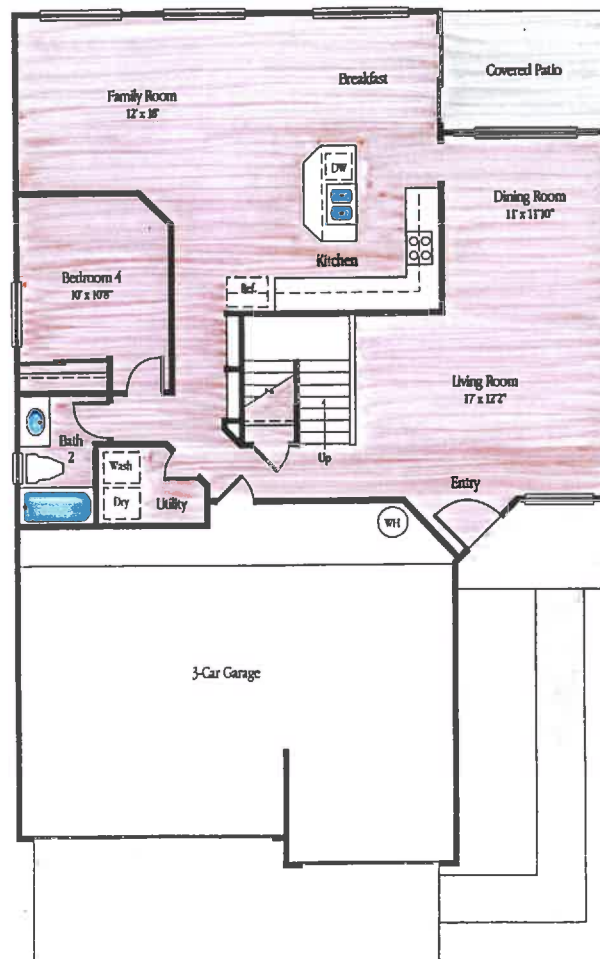 Family Room
12' x 18'
Breakfast
Covered Patio
DW
Dining Room
11' x 11'10"
Kitchen
Ref.
Bedroom 4
10' x 10'8"
Living Room
17' x 12'2"
Bath
2
Wash
Dry
Utility
Up
Entry
WH
3-Car Garage